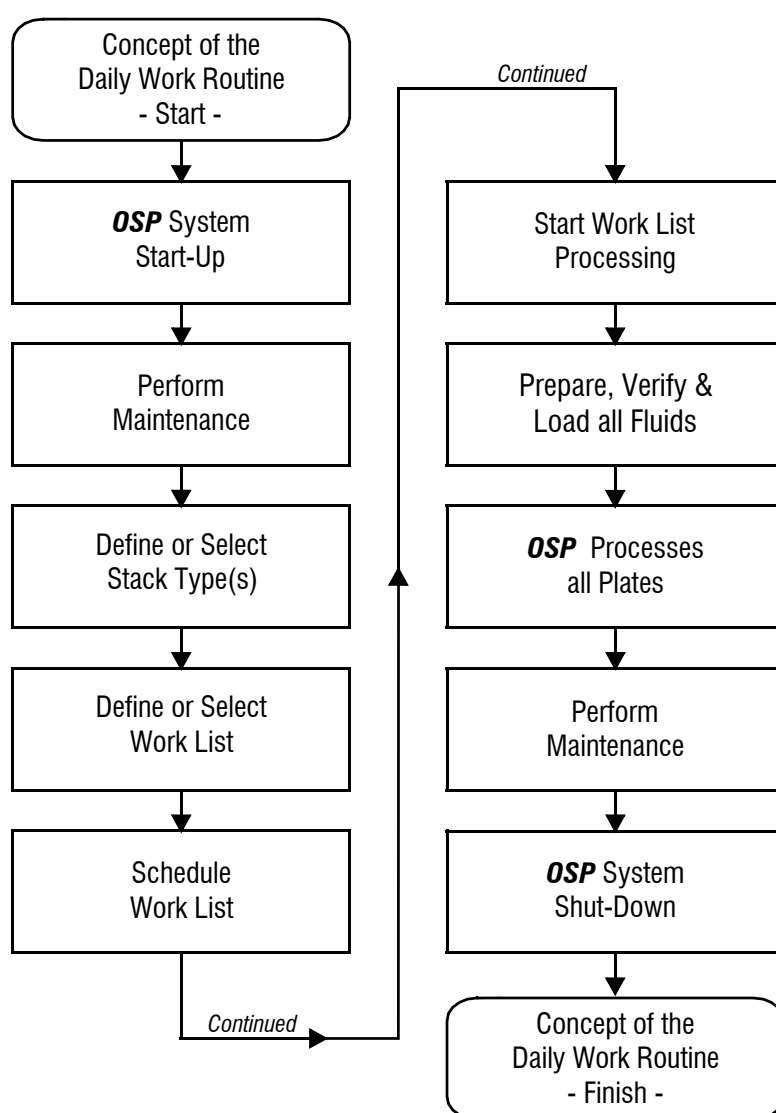 Concept of the
Daily Work Routine
- Start -
OSP System
Start-Up
Perform
Maintenance
Define or Select
Stack Type(s)
Define or Select
Work List
Schedule
Work List
Continued
Continued
Start Work List
Processing
Prepare, Verify &
Load all Fluids
OSP Processes
all Plates
Perform
Maintenance
OSP System
Shut-Down
Concept of the
Daily Work Routine
- Finish -